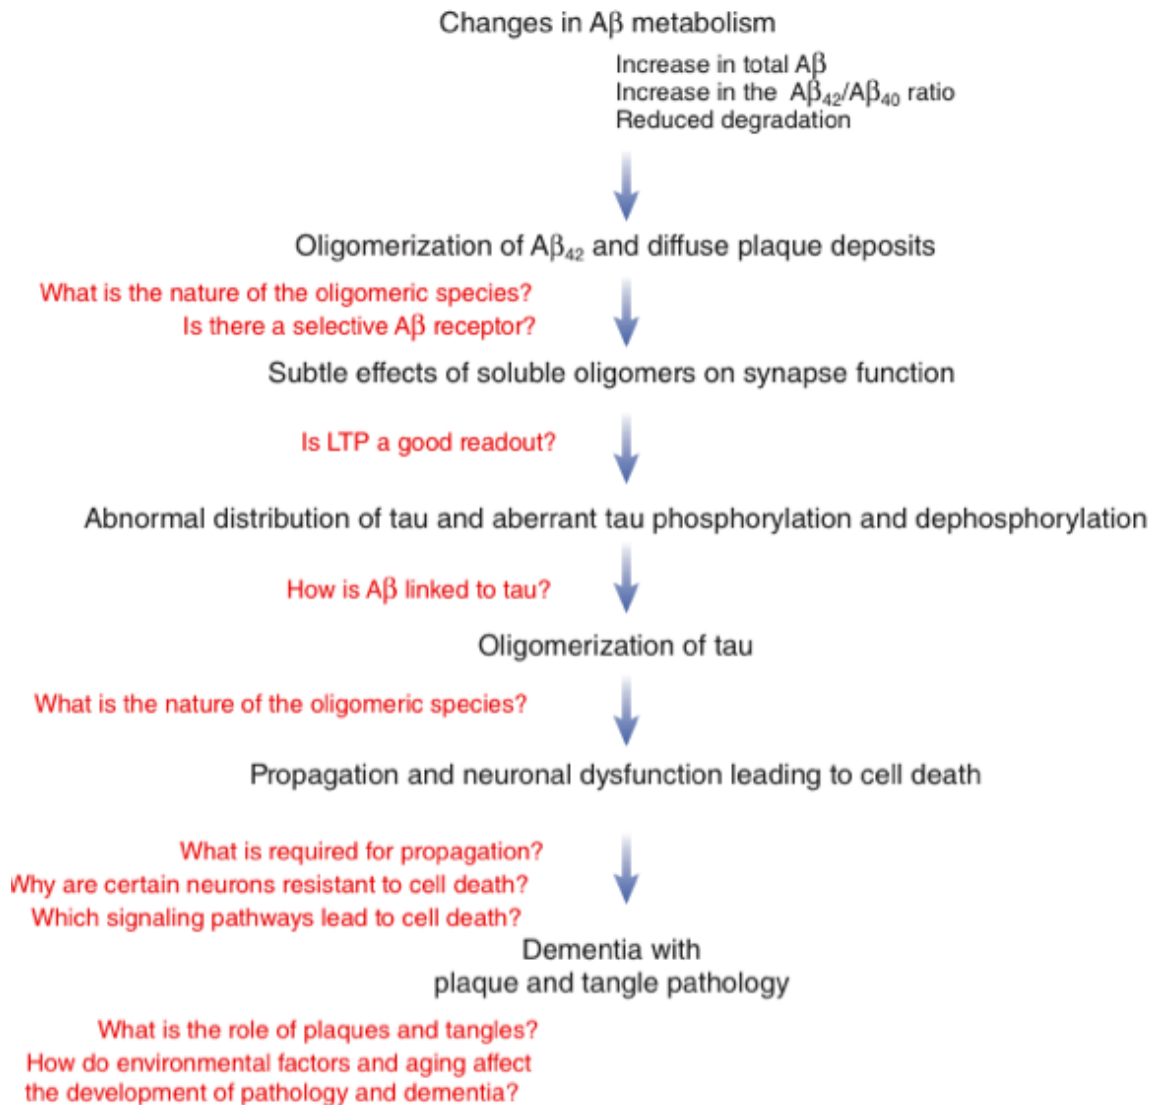 Changes in Aβ metabolism
Increase in total Aβ
Increase in the Aβ₄₂/Aβ₄₀ ratio
Reduced degradation
Oligomerization of Aβ₄₂ and diffuse plaque deposits
What is the nature of the oligomeric species?
Is there a selective Aβ receptor?
Subtle effects of soluble oligomers on synapse function
Is LTP a good readout?
Abnormal distribution of tau and aberrant tau phosphorylation and dephosphorylation
How is Aβ linked to tau?
Oligomerization of tau
What is the nature of the oligomeric species?
Propagation and neuronal dysfunction leading to cell death
What is required for propagation?
Why are certain neurons resistant to cell death?
Which signaling pathways lead to cell death?
Dementia with
plaque and tangle pathology
What is the role of plaques and tangles?
How do environmental factors and aging affect
the development of pathology and dementia?